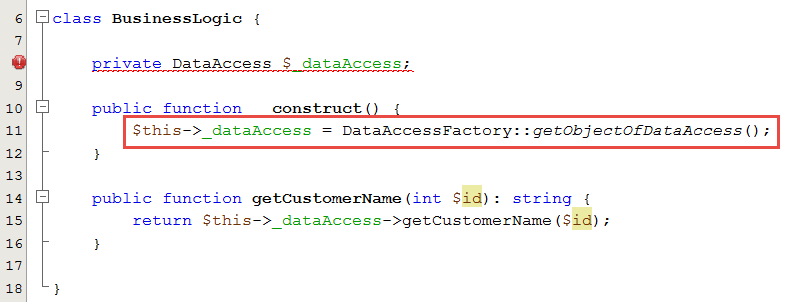 6 class BusinessLogic {
7
private DataAccess $_dataAccess;
9
10 public function construct() {
11 $this->_dataAccess = DataAccessFactory::getObjectOfDataAccess();
12 }
13
14 public function getCustomerName(int $id): string {
15 return $this->_dataAccess->getCustomerName($id);
16 }
17
18 }